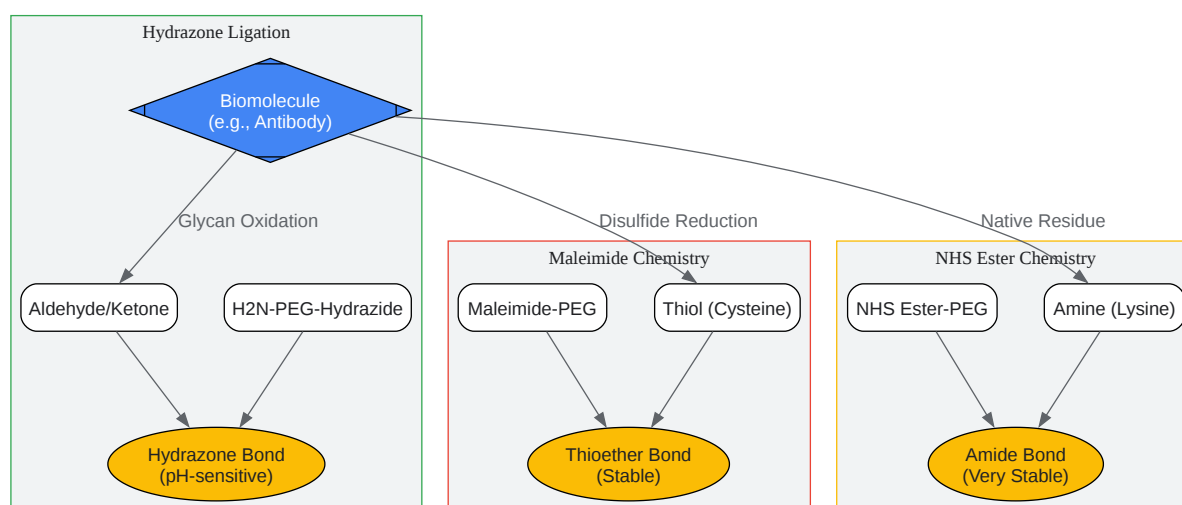 Hydrazone Ligation
Biomolecule
(e.g., Antibody)
Glycan Oxidation
Disulfide Reduction
Native Residue
Maleimide Chemistry
NHS Ester Chemistry
Aldehyde/Ketone
H2N-PEG-Hydrazide
Maleimide-PEG
Thiol (Cysteine)
NHS Ester-PEG
Amine (Lysine)
Hydrazone Bond
(pH-sensitive)
Thioether Bond
(Stable)
Amide Bond
(Very Stable)